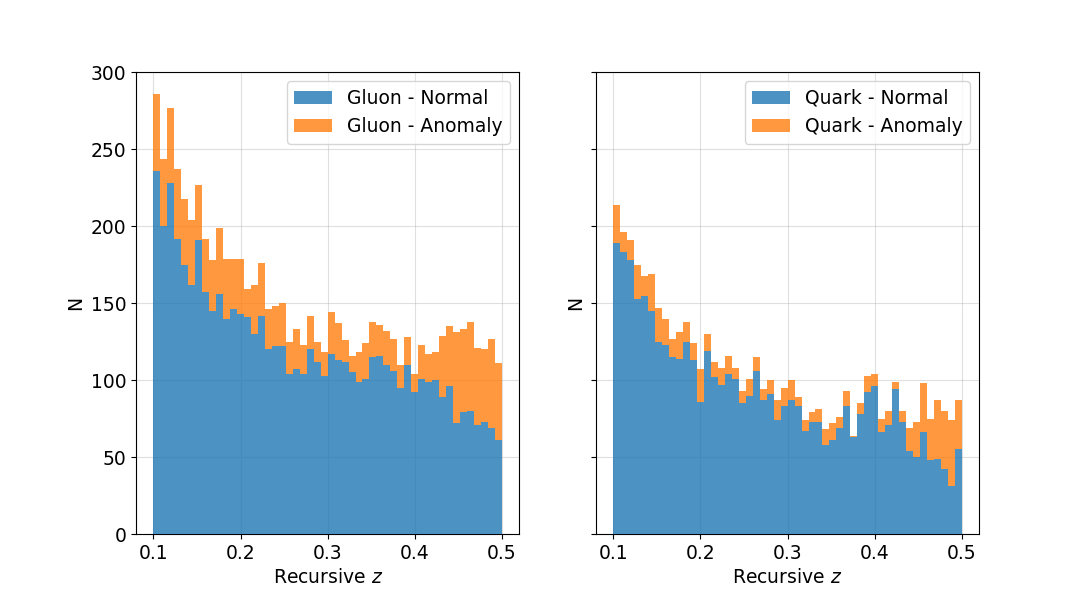 300
250
200
150
100
50
0
N
0.1 0.2 0.3 0.4 0.5
Recursive z
Gluon - Normal
Gluon - Anomaly
N
0.1 0.2 0.3 0.4 0.5
Recursive z
Quark - Normal
Quark - Anomaly